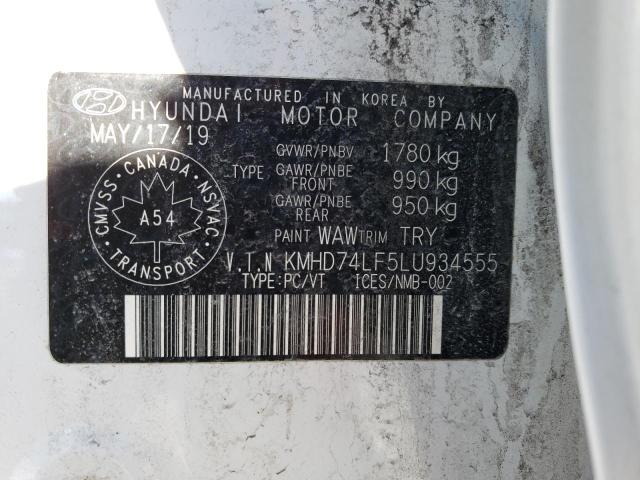 MANUFACTURED IN KOREA BY
HYUNDAI MOTOR COMPANY
MAY/17/19
GVWR/PNBV 1780 kg
TYPE GAWR/PNBE FRONT 990 kg
GAWR/PNBE REAR 950 kg
PAINT WAW TRIM TRY
V.I.N KMHD74LF5LU934555
TYPE:PC/VT ICES/NMB-002
CMVSS · CANADA · NSVAC
A54
TRANSPORT